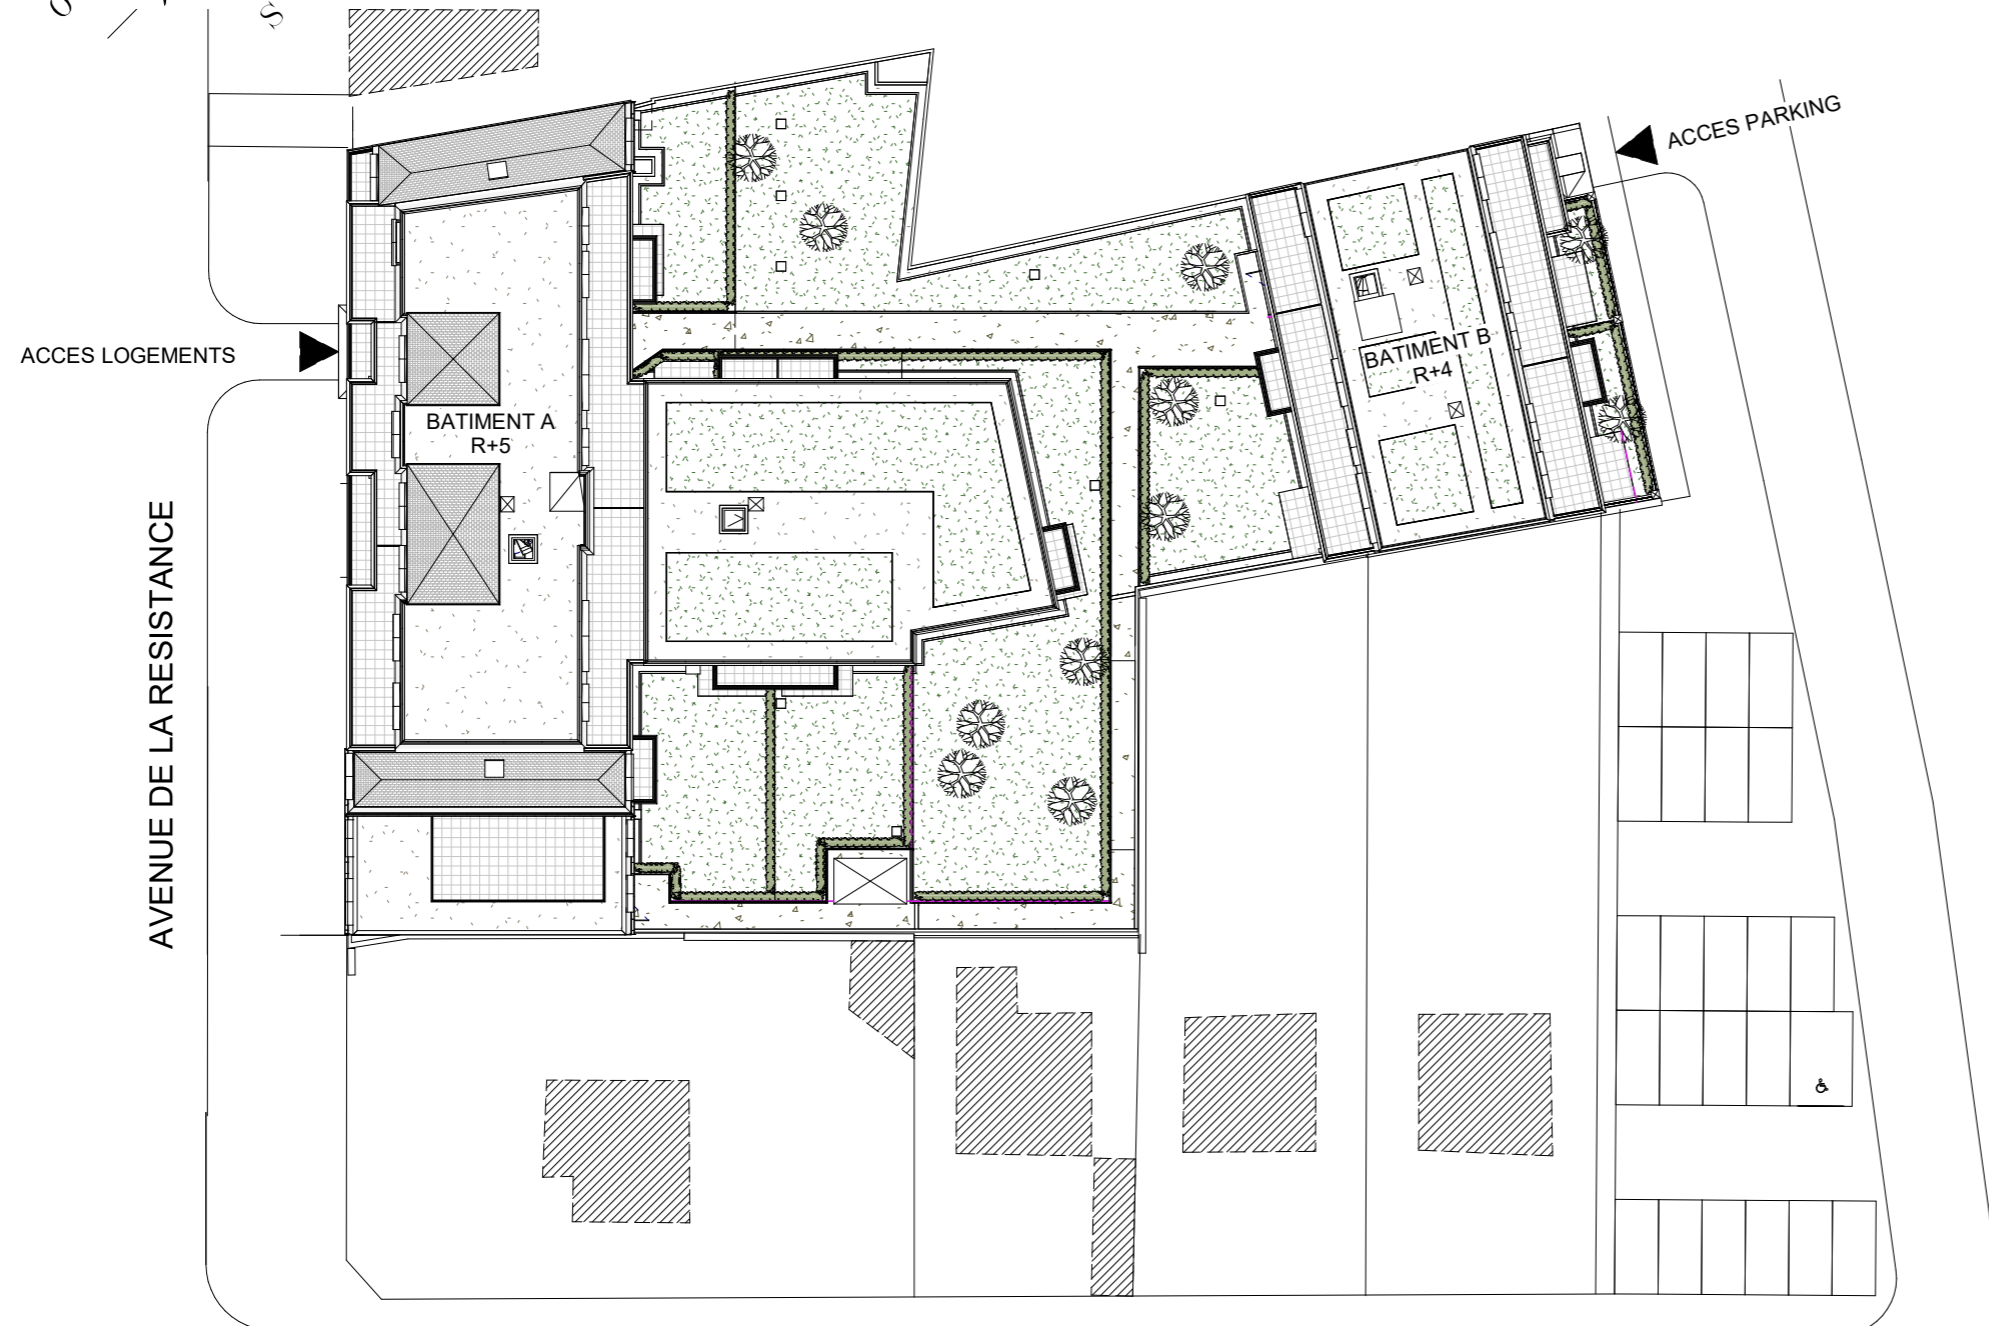 O
S
ACCES PARKING
ACCES LOGEMENTS
BATIMENT A
R+5
BATIMENT B
R+4
AVENUE DE LA RESISTANCE